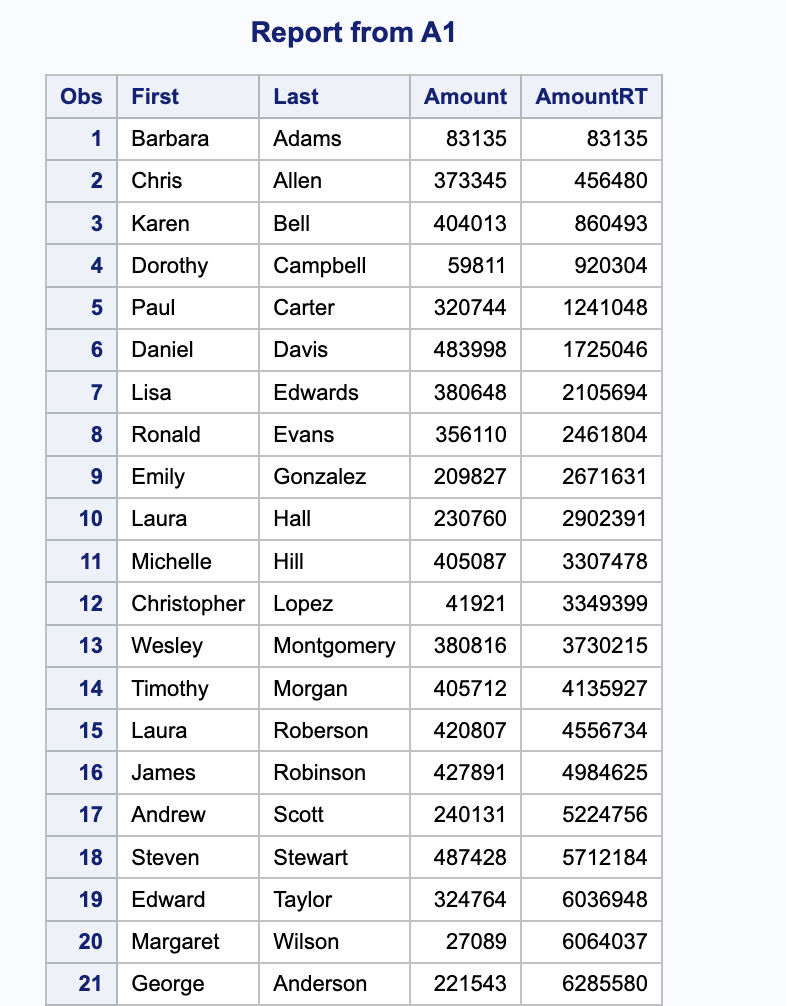 Report from A1
Obs First Last Amount AmountRT
1 Barbara Adams 83135 83135
2 Chris Allen 373345 456480
3 Karen Bell 404013 860493
4 Dorothy Campbell 59811 920304
5 Paul Carter 320744 1241048
6 Daniel Davis 483998 1725046
7 Lisa Edwards 380648 2105694
8 Ronald Evans 356110 2461804
9 Emily Gonzalez 209827 2671631
10 Laura Hall 230760 2902391
11 Michelle Hill 405087 3307478
12 Christopher Lopez 41921 3349399
13 Wesley Montgomery 380816 3730215
14 Timothy Morgan 405712 4135927
15 Laura Roberson 420807 4556734
16 James Robinson 427891 4984625
17 Andrew Scott 240131 5224756
18 Steven Stewart 487428 5712184
19 Edward Taylor 324764 6036948
20 Margaret Wilson 27089 6064037
21 George Anderson 221543 6285580